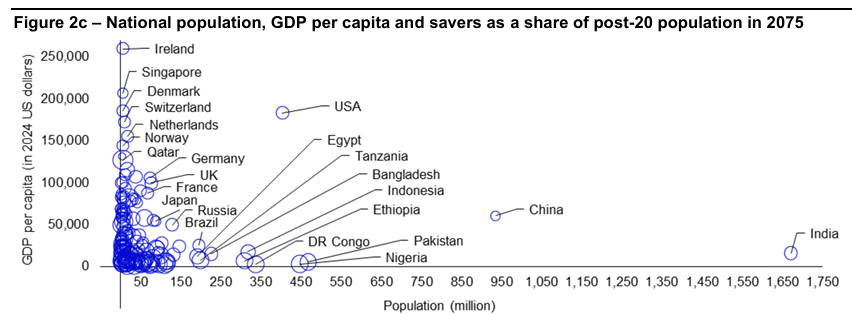 Figure 2c – National population, GDP per capita and savers as a share of post-20 population in 2075
GDP per capita (in 2024 US dollars)
250,000
200,000
150,000
100,000
50,000
0
Ireland
Singapore
Denmark
Switzerland
Netherlands
Norway
Qatar
Germany
UK
France
Japan
Russia
Brazil
USA
Egypt
Tanzania
Bangladesh
Indonesia
Ethiopia
DR Congo
Pakistan
Nigeria
China
India
50 150 250 350 450 550 650 750 850 950 1,050 1,150 1,250 1,350 1,450 1,550 1,650 1,750
Population (million)